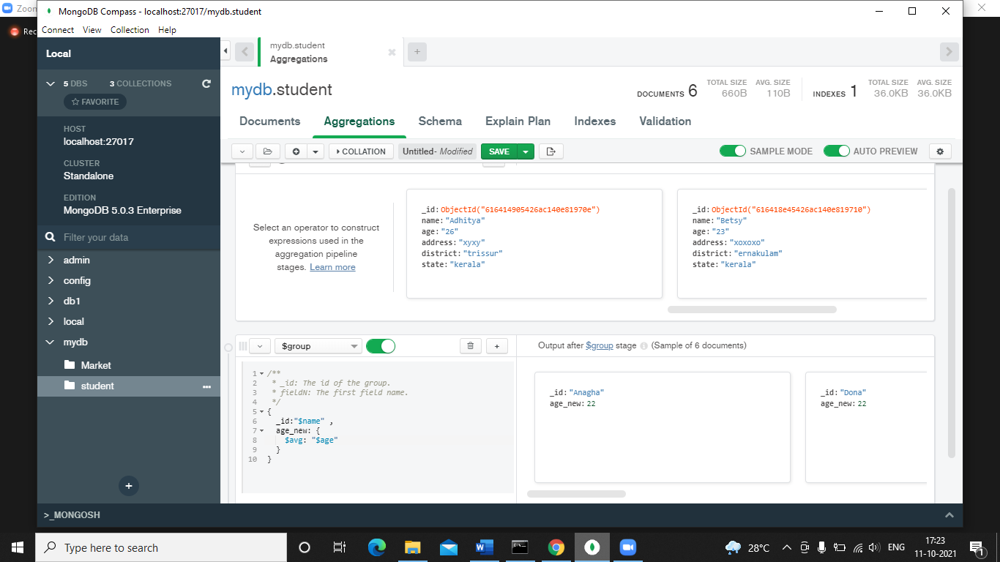 Zoom
Rec
MongoDB Compass - localhost:27017/mydb.student
Connect View Collection Help
Local
5 DBS 3 COLLECTIONS
FAVORITE
HOST
localhost:27017
CLUSTER
Standalone
EDITION
MongoDB 5.0.3 Enterprise
Filter your data
admin
config
db1
local
mydb
Market
student
>_MONGOSH
mydb.student
Aggregations
mydb.student
DOCUMENTS 6 TOTAL SIZE 660B AVG. SIZE 110B INDEXES 1 TOTAL SIZE 36.0KB AVG. SIZE 36.0KB
Documents Aggregations Schema Explain Plan Indexes Validation
COLLATION Untitled- Modified SAVE SAMPLE MODE AUTO PREVIEW
Select an operator to construct
expressions used in the
aggregation pipeline
stages. Learn more
_id: ObjectId("616414905426ac140e81970e")
name: "Adhitya"
age: "26"
address: "xyxy"
district: "trissur"
state: "kerala"
_id: ObjectId("616418e45426ac140e819710")
name: "Betsy"
age: "23"
address: "xoxoxo"
district: "ernakulam"
state: "kerala"
$group
Output after $group stage (Sample of 6 documents)
1 /**
2 * _id: The id of the group.
3 * fieldN: The first field name.
4 */
5 {
6 _id:"$name" ,
7 age_new: {
8 $avg: "$age"
9 }
10 }
_id: "Anagha"
age_new: 22
_id: "Dona"
age_new: 22
Type here to search
28°C
ENG
17:23
11-10-2021
1